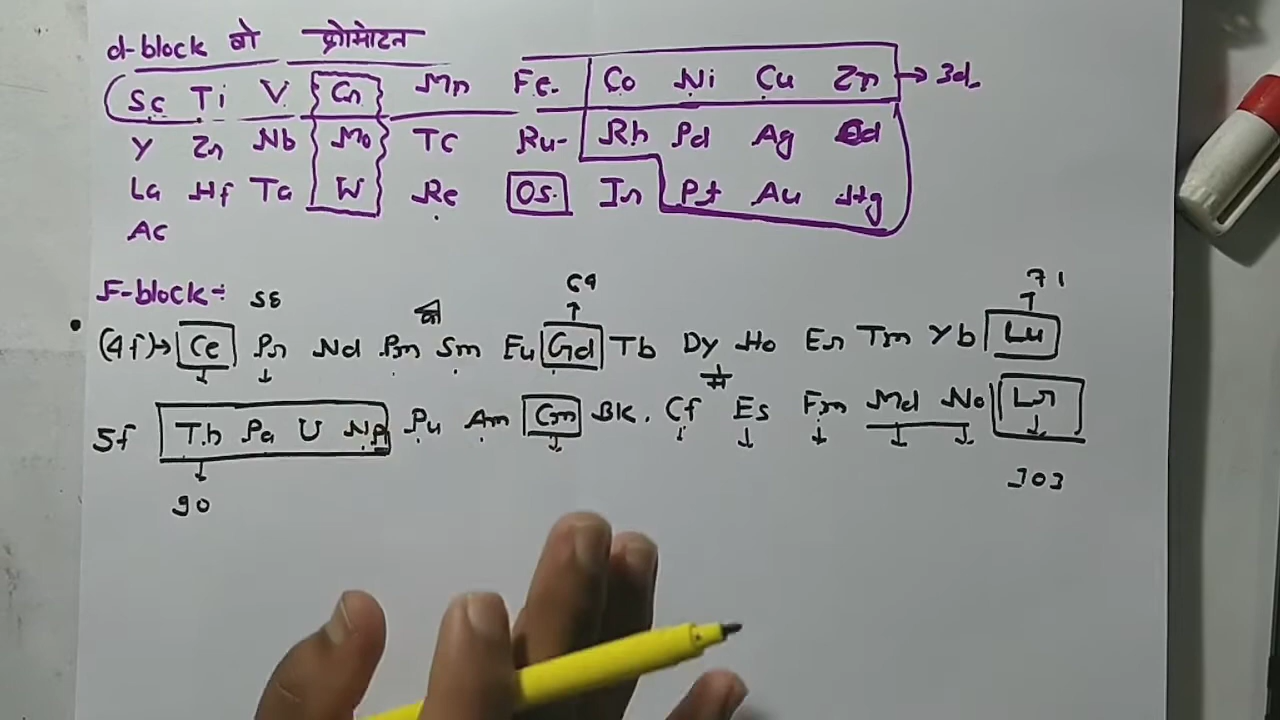 d-block को प्रोमोटन
Sc Ti V Cr Mn Fe Co Ni Cu Zn → 3d
Y Zr Nb Mo TC Ru Rh Pd Ag Cd
La Hf Ta W Re Os Ir Pt Au Hg
AC
F-block:- 58 64 71
(4f)→ Ce Pr Nd Pm Sm Eu Gd Tb Dy Ho Er Tm Yb Lu
5f Th Pa U Np Pu Am Cm BK Cf Es Fm Md No Lr
90 103